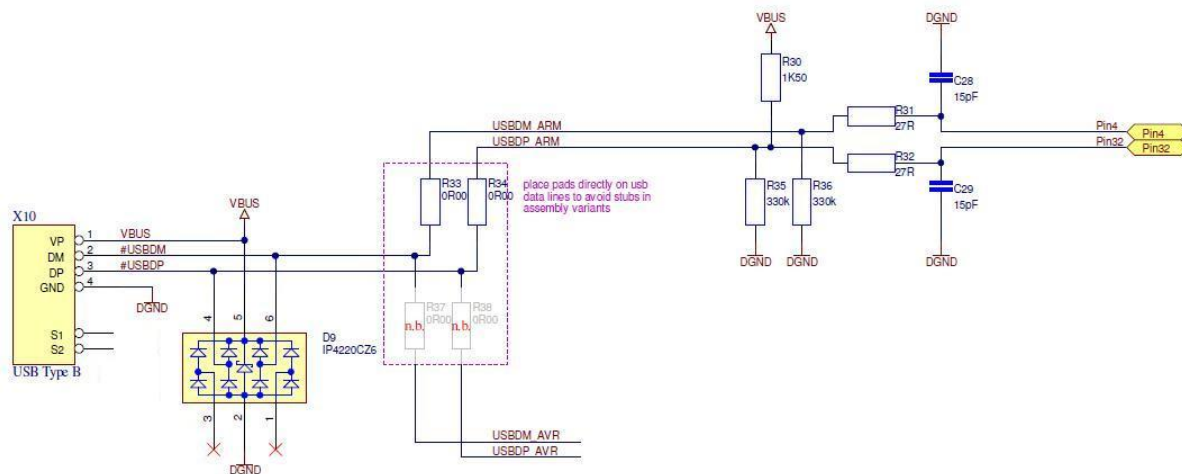 VBUS
DGND
R30
1K50
C28
15pF
R31
27R
USBDM_ARM
USBDP_ARM
Pin4
Pin4
Pin32
Pin32
R32
27R
R33
0R00
R34
0R00
place pads directly on usb
data lines to avoid stubs in
assembly variants
R35
330k
R36
330k
C29
15pF
DGND
DGND
DGND
X10
VBUS
VP
1
VBUS
DM
2
#USBDM
DP
3
#USBDP
GND
4
DGND
S1
S2
USB Type B
4
5
6
D9
IP4220CZ6
3
2
1
DGND
R37
0R00
n.b.
R38
0R00
n.b.
USBDM_AVR
USBDP_AVR